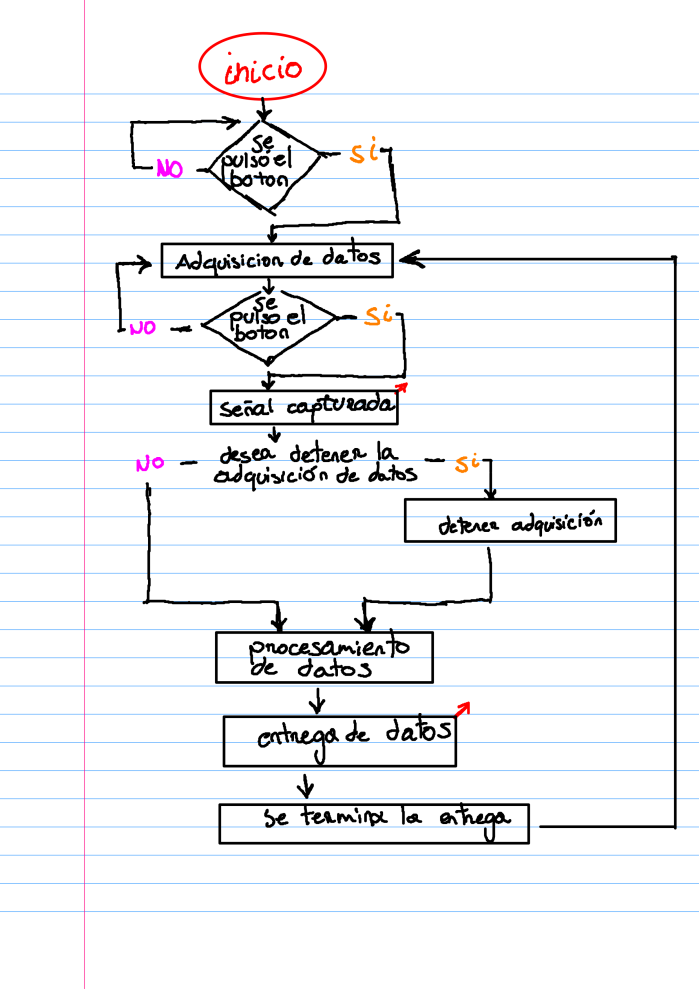 inicio
se
pulsó el
boton
NO
Si
Adquisicion de datos
se
pulso el
boton
NO
Si
señal capturada
desea detener la
adquisición de datos
NO
Si
detener adquisición
procesamiento
de datos
entrega de datos
se termina la entrega